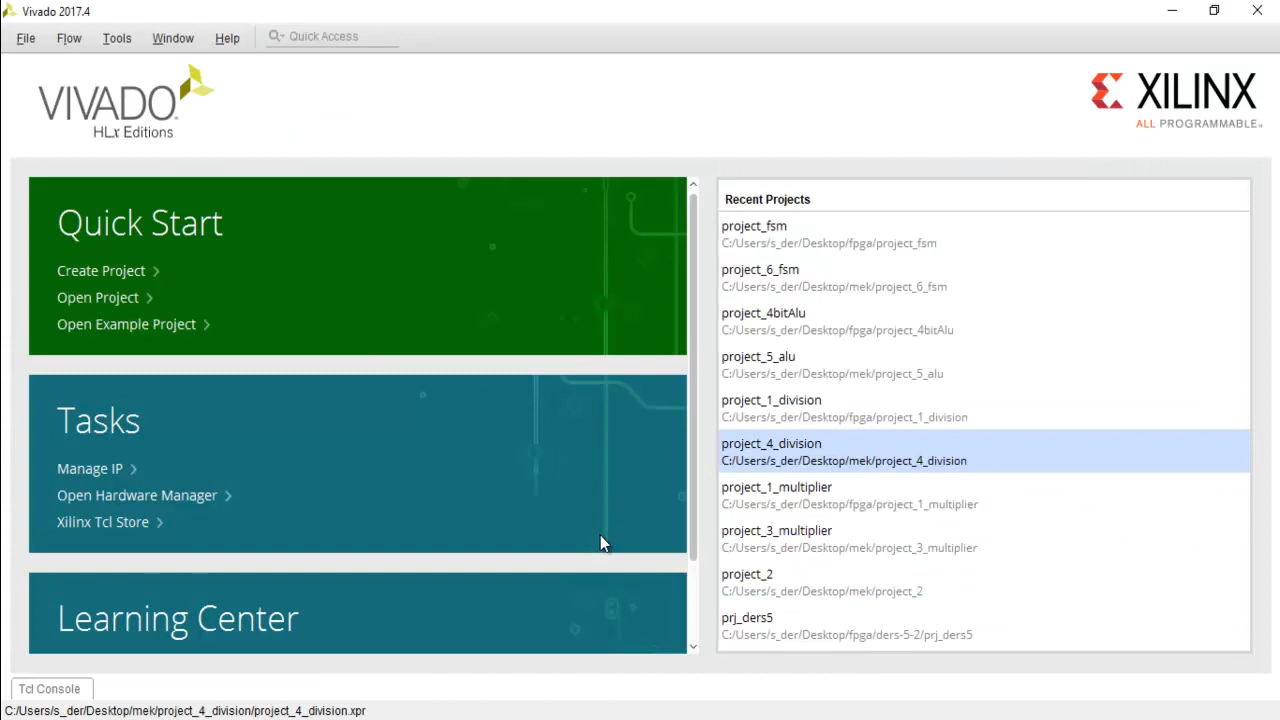 Vivado 2017.4
File Flow Tools Window Help Quick Access
VIVADO
HLx Editions
XILINX
ALL PROGRAMMABLE
Quick Start
Create Project
Open Project
Open Example Project
Tasks
Manage IP
Open Hardware Manager
Xilinx Tcl Store
Learning Center
Recent Projects
project_fsm
C:/Users/s_der/Desktop/fpga/project_fsm
project_6_fsm
C:/Users/s_der/Desktop/mek/project_6_fsm
project_4bitAlu
C:/Users/s_der/Desktop/fpga/project_4bitAlu
project_5_alu
C:/Users/s_der/Desktop/mek/project_5_alu
project_1_division
C:/Users/s_der/Desktop/fpga/project_1_division
project_4_division
C:/Users/s_der/Desktop/mek/project_4_division
project_1_multiplier
C:/Users/s_der/Desktop/fpga/project_1_multiplier
project_3_multiplier
C:/Users/s_der/Desktop/mek/project_3_multiplier
project_2
C:/Users/s_der/Desktop/mek/project_2
prj_ders5
C:/Users/s_der/Desktop/fpga/ders-5-2/prj_ders5
Tcl Console
C:/Users/s_der/Desktop/mek/project_4_division/project_4_division.xpr